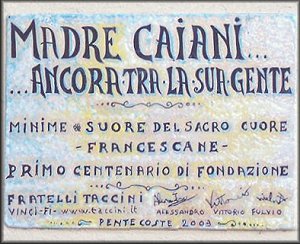 MADRE CAIANI...
...ANCORA TRA LA SUA GENTE
MINIME SUORE DEL SACRO CUORE
- FRANCESCANE -
PRIMO CENTENARIO DI FONDAZIONE
FRATELLI TACCINI
VINCI-FI- www.taccini.it ALESSANDRO VITTORIO FULVIO
PENTECOSTE 2003